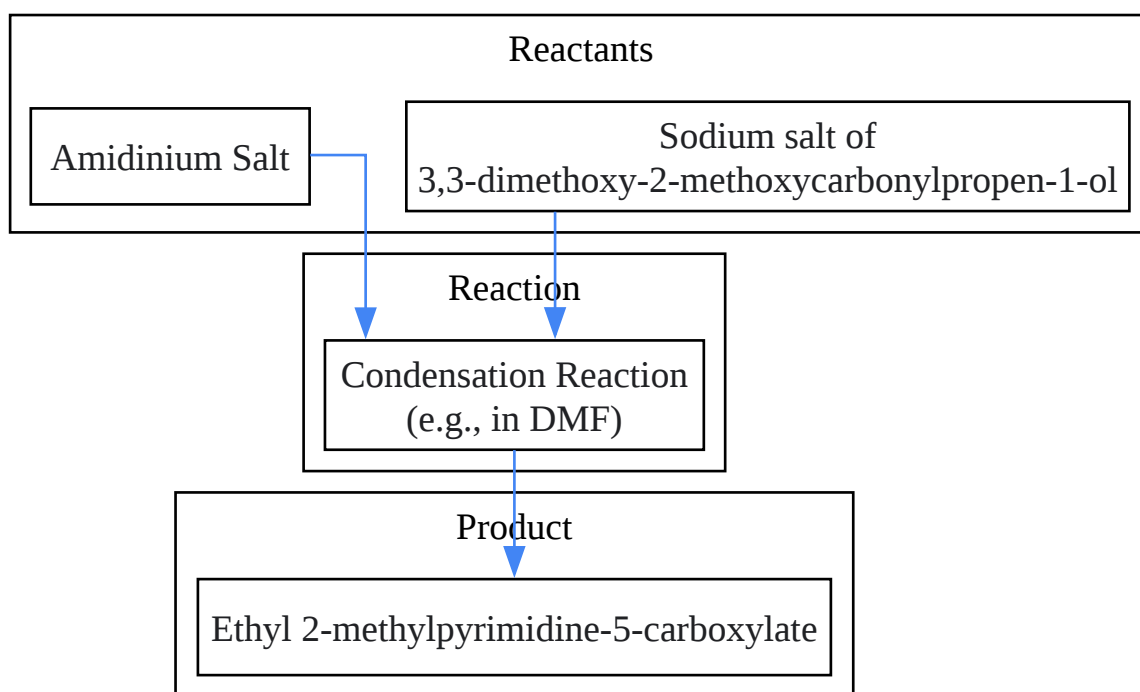 Reactants
Amidinium Salt
Sodium salt of
3,3-dimethoxy-2-methoxycarbonylpropen-1-ol
Reaction
Condensation Reaction
(e.g., in DMF)
Product
Ethyl 2-methylpyrimidine-5-carboxylate